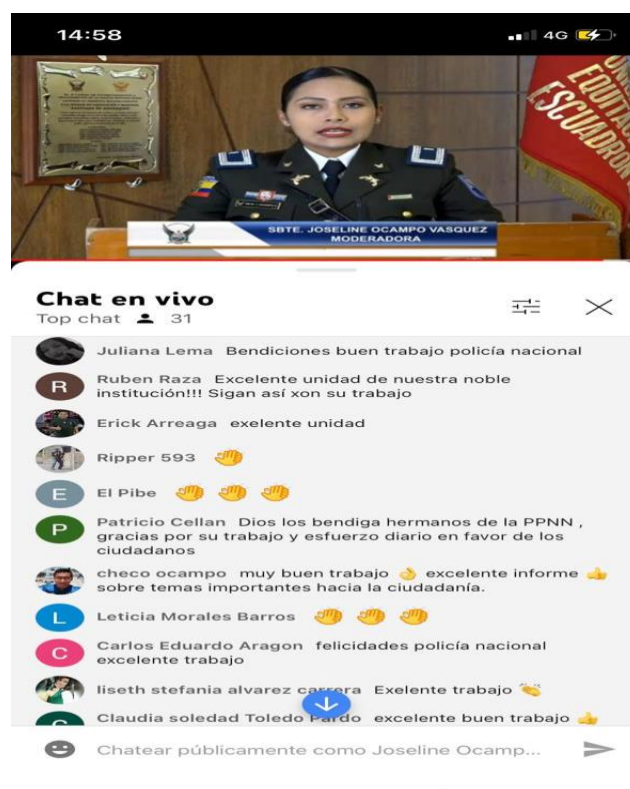 14:58
4G
EQUITACIÓN
ESCUADRON
SBTE. JOSELINE OCAMPO VASQUEZ
MODERADORA
Chat en vivo
Top chat 31
Juliana Lema Bendiciones buen trabajo policía nacional
R
Ruben Raza Excelente unidad de nuestra noble
institución!!! Sigan así xon su trabajo
Erick Arreaga exelente unidad
Ripper 593
E
El Pibe 👏 👏 👏
P
Patricio Cellan Dios los bendiga hermanos de la PPNN ,
gracias por su trabajo y esfuerzo diario en favor de los
ciudadanos
checo ocampo muy buen trabajo 👌 excelente informe 👍
sobre temas importantes hacia la ciudadanía.
L
Leticia Morales Barros 👏 👏 👏
C
Carlos Eduardo Aragon felicidades policía nacional
excelente trabajo
liseth stefania alvarez carrera Exelente trabajo 👏
Claudia soledad Toledo Pardo excelente buen trabajo 👍
Chatear públicamente como Joseline Ocamp...